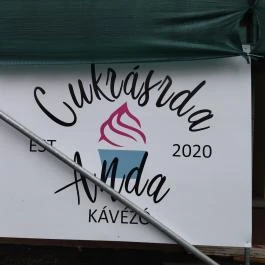 Cukrászda
EST 2020
Anda
KÁVÉZÓ